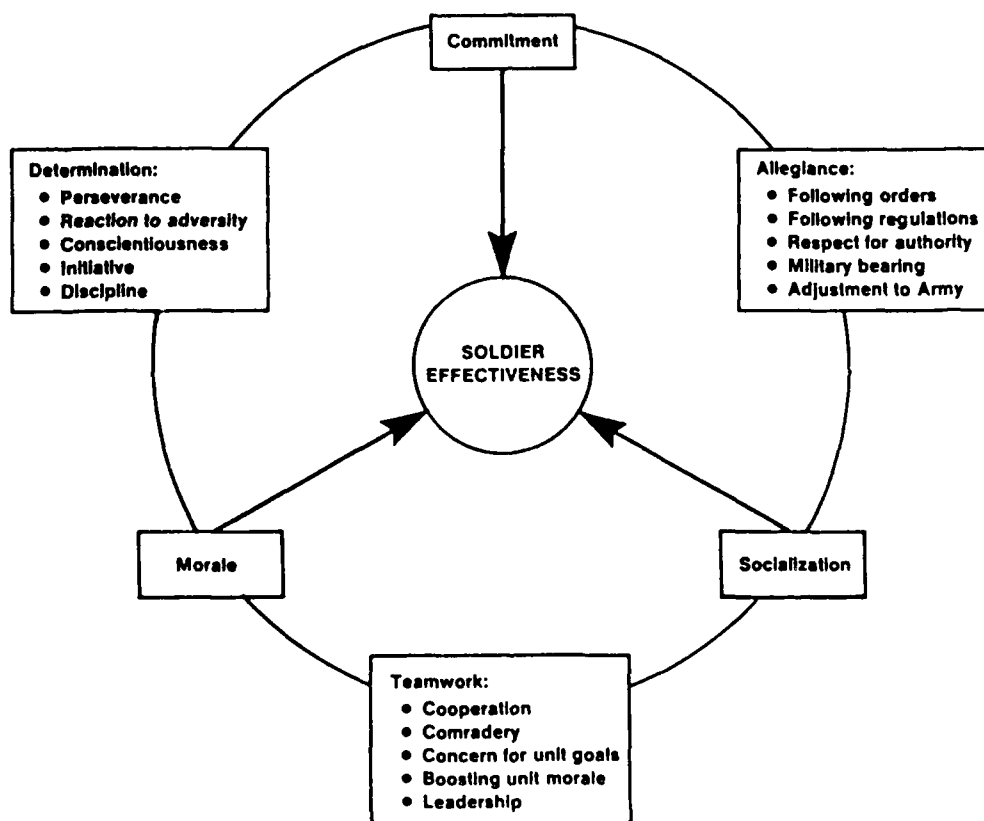 Commitment
Determination:
• Perseverance
• Reaction to adversity
• Conscientiousness
• Initiative
• Discipline
Allegiance:
• Following orders
• Following regulations
• Respect for authority
• Military bearing
• Adjustment to Army
SOLDIER
EFFECTIVENESS
Morale
Socialization
Teamwork:
• Cooperation
• Comradery
• Concern for unit goals
• Boosting unit morale
• Leadership